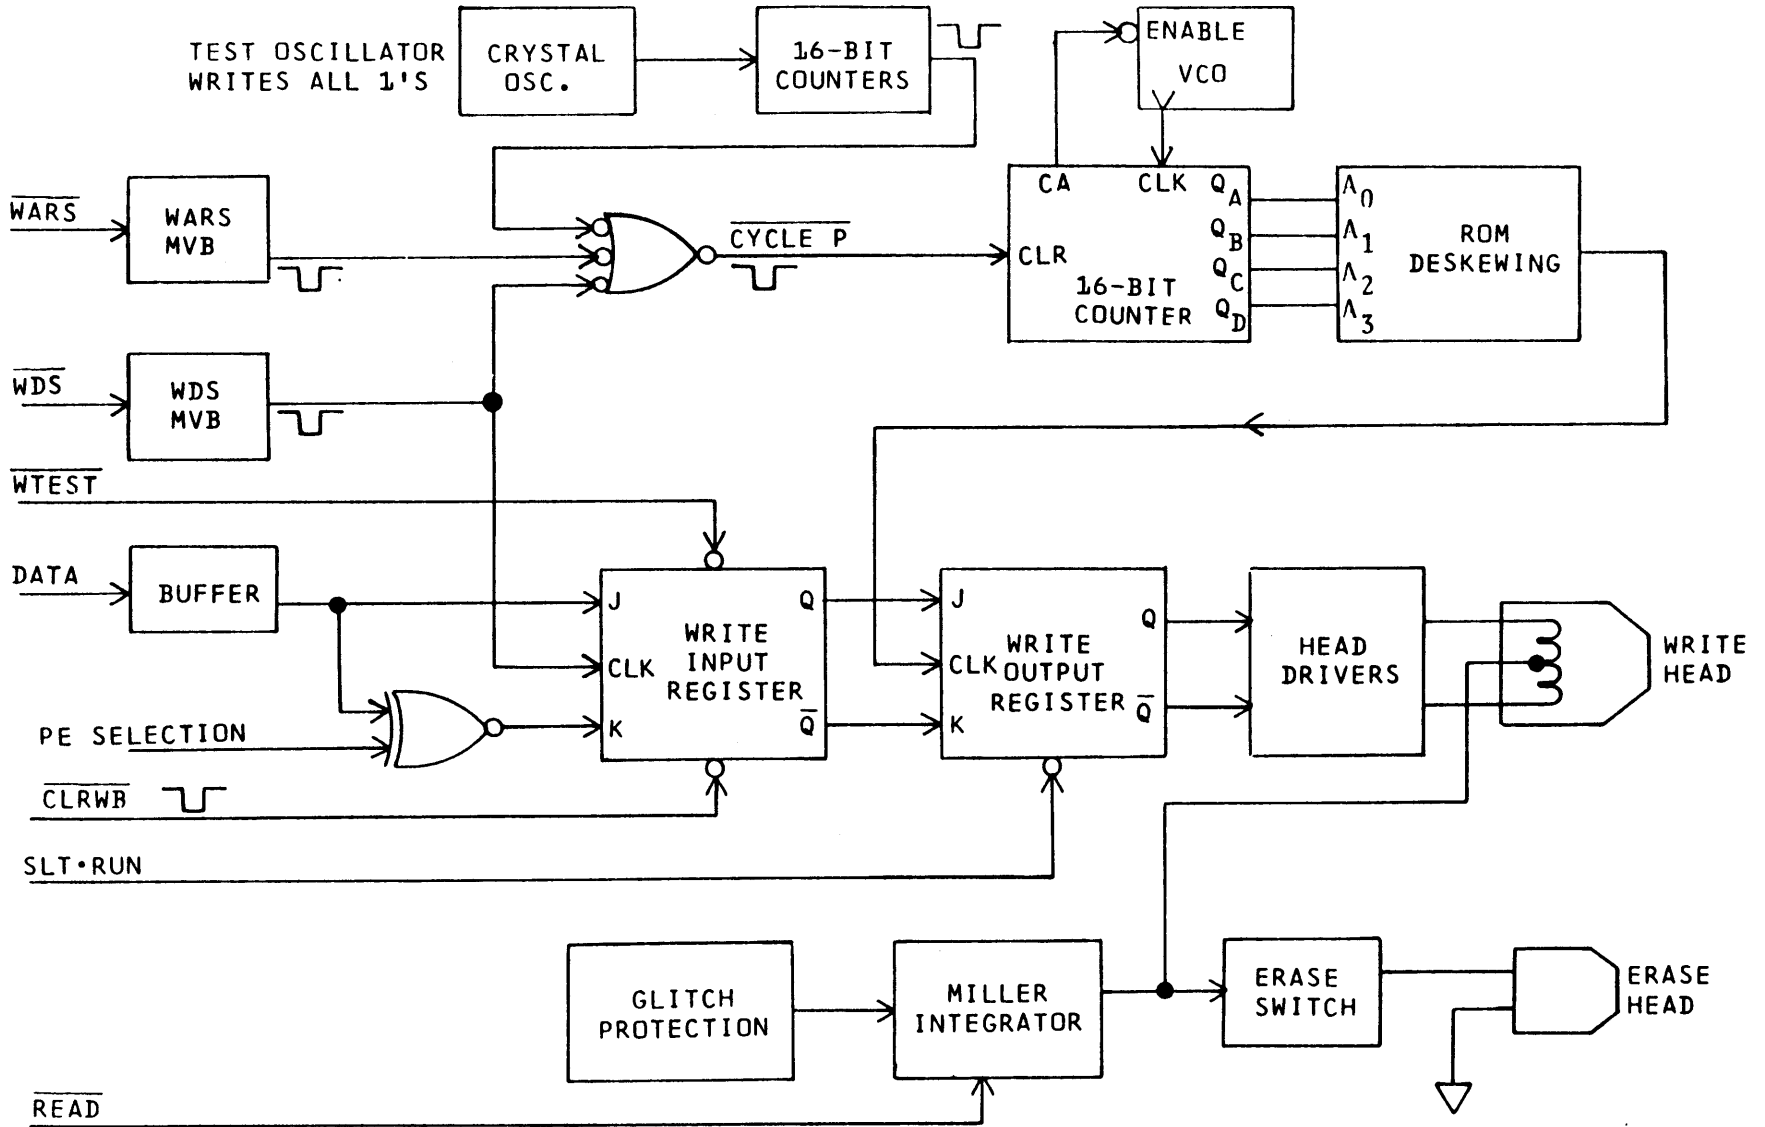 TEST OSCILLATOR
WRITES ALL 1'S
CRYSTAL
OSC.
16-BIT
COUNTERS
ENABLE
VCO
WARS
WARS
MVB
CYCLE P
CA
CLK
CLR
16-BIT
COUNTER
QA
QB
QC
QD
A0
A1
A2
A3
ROM
DESKEWING
WDS
WDS
MVB
WTEST
DATA
BUFFER
PE SELECTION
J
CLK
K
WRITE
INPUT
REGISTER
Q
Q̅
J
CLK
K
WRITE
OUTPUT
REGISTER
Q
Q̅
HEAD
DRIVERS
WRITE
HEAD
CLRWB
SLT•RUN
GLITCH
PROTECTION
MILLER
INTEGRATOR
ERASE
SWITCH
ERASE
HEAD
READ